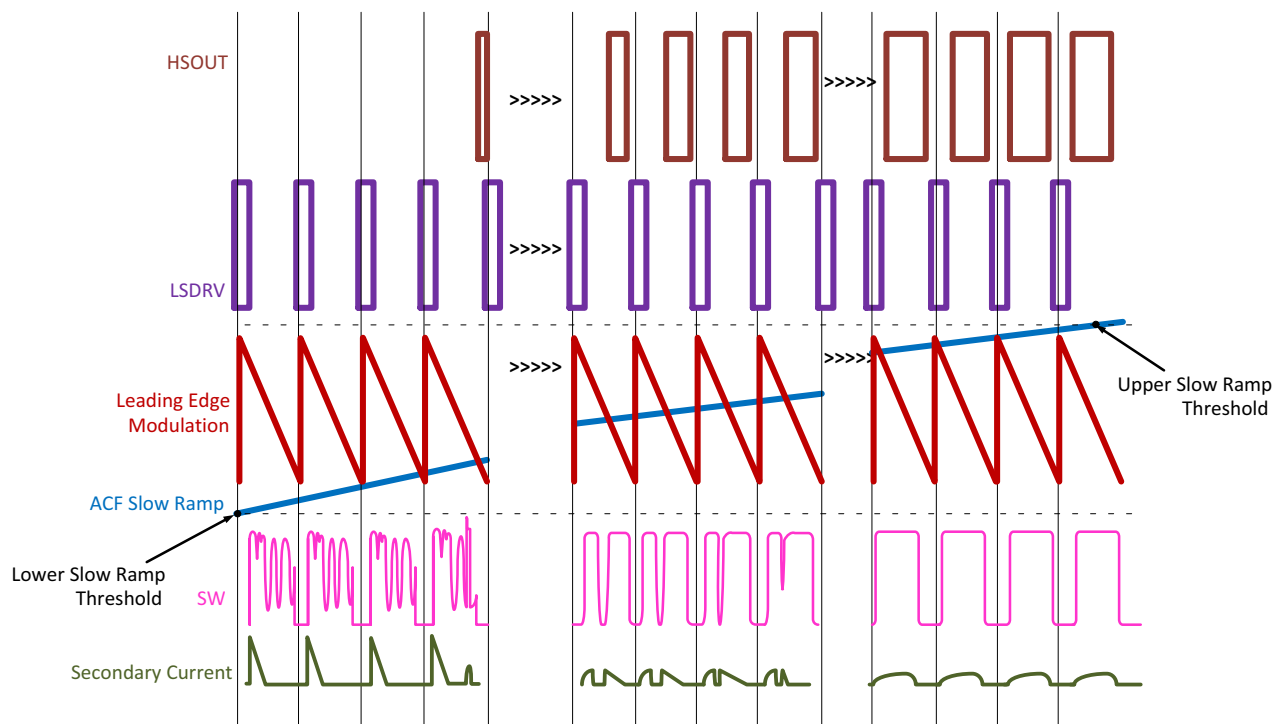 HSOUT
>>>>>
>>>>>
LSDRV
>>>>>
Leading Edge
Modulation
>>>>>
>>>>>
Upper Slow Ramp
Threshold
ACF Slow Ramp
Lower Slow Ramp
Threshold
SW
Secondary Current